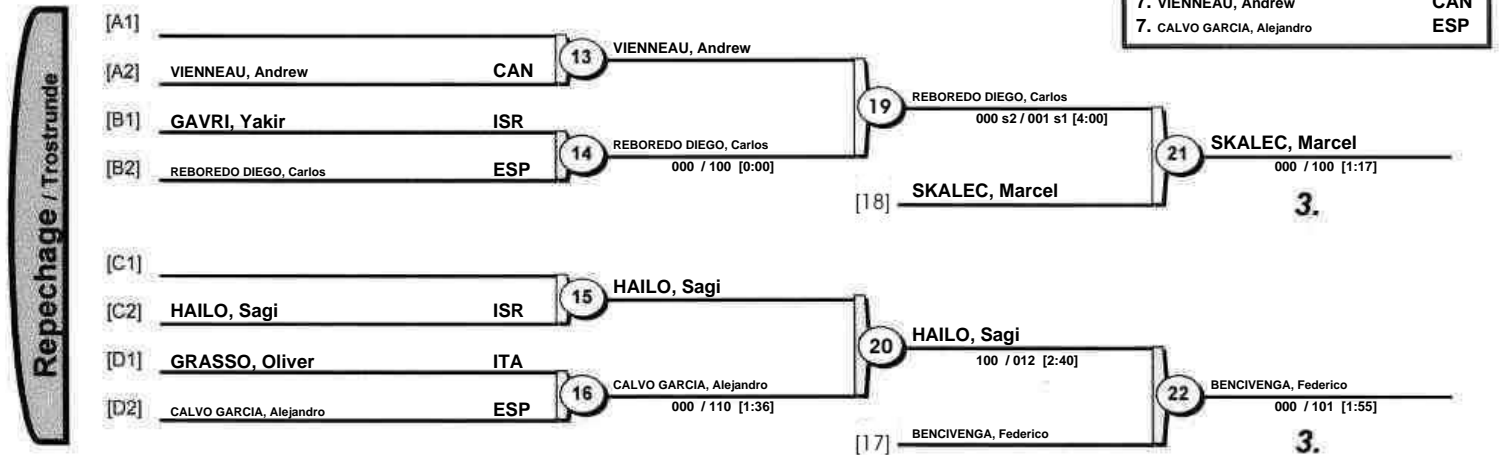 7. VIENNEAU, Andrew CAN
7. CALVO GARCIA, Alejandro ESP
Repechage / Trostrunde
[A1]
[A2] VIENNEAU, Andrew CAN
13 VIENNEAU, Andrew
[B1] GAVRI, Yakir ISR
[B2] REBOREDO DIEGO, Carlos ESP
14 REBOREDO DIEGO, Carlos
000 / 100 [0:00]
19 REBOREDO DIEGO, Carlos
000 s2 / 001 s1 [4:00]
[18] SKALEC, Marcel
21 SKALEC, Marcel
000 / 100 [1:17]
3.
[C1]
[C2] HAILO, Sagi ISR
15 HAILO, Sagi
[D1] GRASSO, Oliver ITA
[D2] CALVO GARCIA, Alejandro ESP
16 CALVO GARCIA, Alejandro
000 / 110 [1:36]
20 HAILO, Sagi
100 / 012 [2:40]
[17] BENCIVENGA, Federico
22 BENCIVENGA, Federico
000 / 101 [1:55]
3.